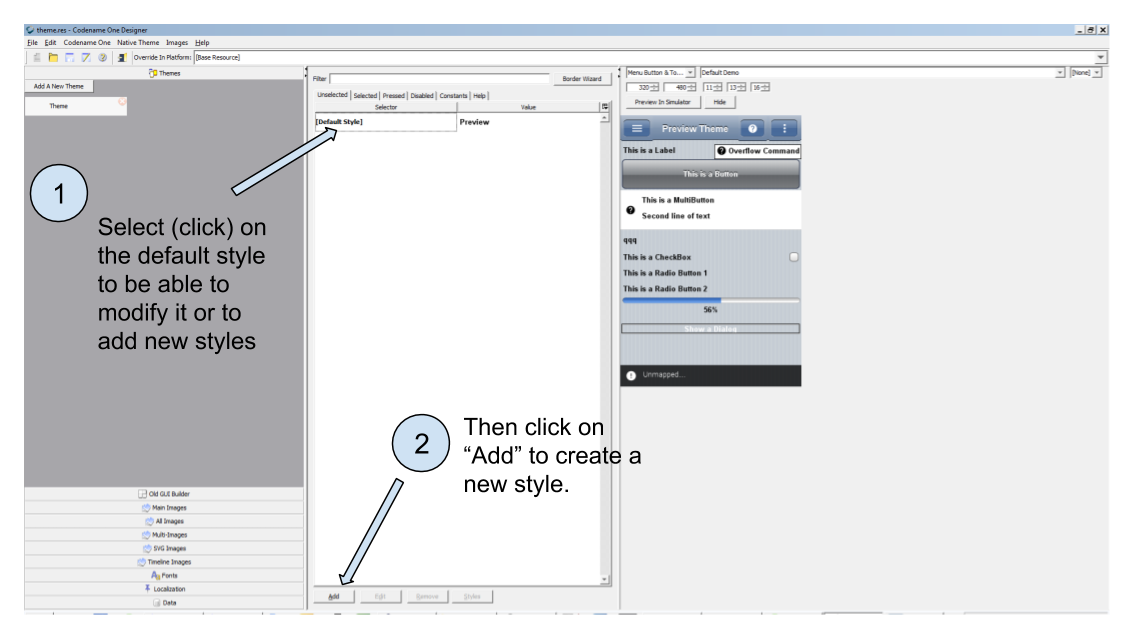 theme.res - Codename One Designer
File Edit Codename One Native Theme Images Help
Override In Platform: [Base Resource]
Themes
Add A New Theme
Theme
1
Select (click) on
the default style
to be able to
modify it or to
add new styles
Old GUI Builder
Main Images
All Images
Multi-Images
SVG Images
Timeline Images
Fonts
Localization
Data
Filter
Border Wizard
Unselected Selected Pressed Disabled Constants Help
Selector Value
[Default Style] Preview
2
Then click on
“Add” to create a
new style.
Add Edit Remove Styles
Menu Button & To... Default Demo [None]
320 480 11 13 16
Preview In Simulator Hide
Preview Theme
This is a Label Overflow Command
This is a Button
This is a MultiButton
Second line of text
qqq
This is a CheckBox
This is a Radio Button 1
This is a Radio Button 2
56%
Show a Dialog
Unmapped...